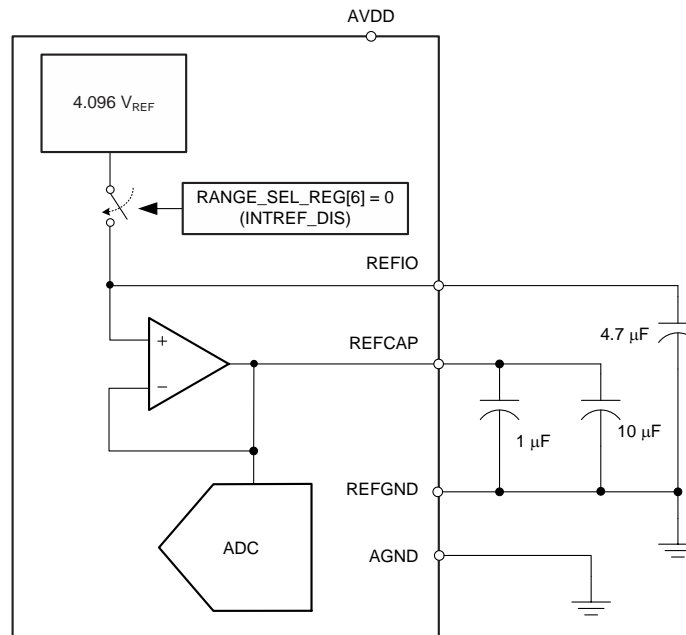 AVDD
4.096 VREF
RANGE_SEL_REG[6] = 0
(INTREF_DIS)
REFIO
4.7 μF
+
REFCAP
−
1 μF
10 μF
REFGND
ADC
AGND